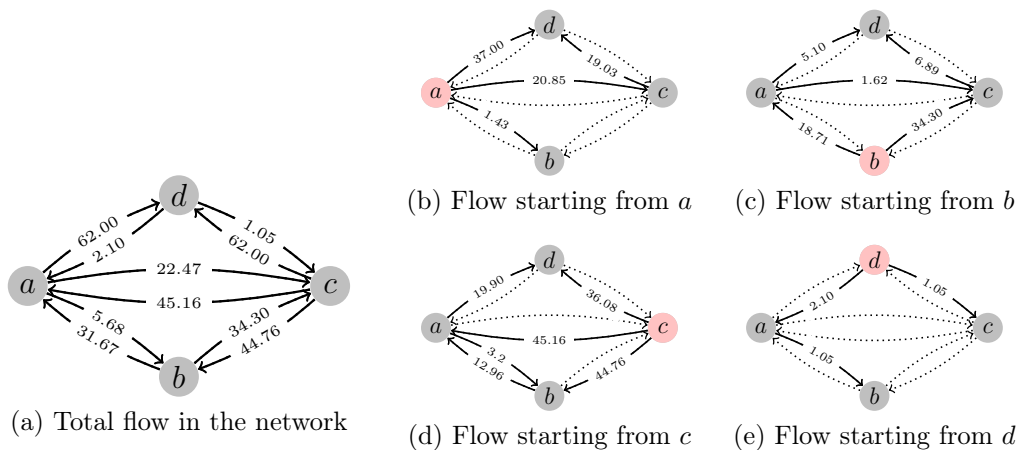 d
62.00
2.10
1.05
62.00
a
22.47
45.16
c
5.68
31.67
34.30
44.76
b
(a) Total flow in the network
d
37.00
19.03
a
20.85
c
1.43
b
(b) Flow starting from a
d
5.10
6.89
a
1.62
c
18.71
34.30
b
(c) Flow starting from b
d
19.90
36.08
a
45.16
c
3.2
12.96
44.76
b
(d) Flow starting from c
d
2.10
1.05
a
c
1.05
b
(e) Flow starting from d